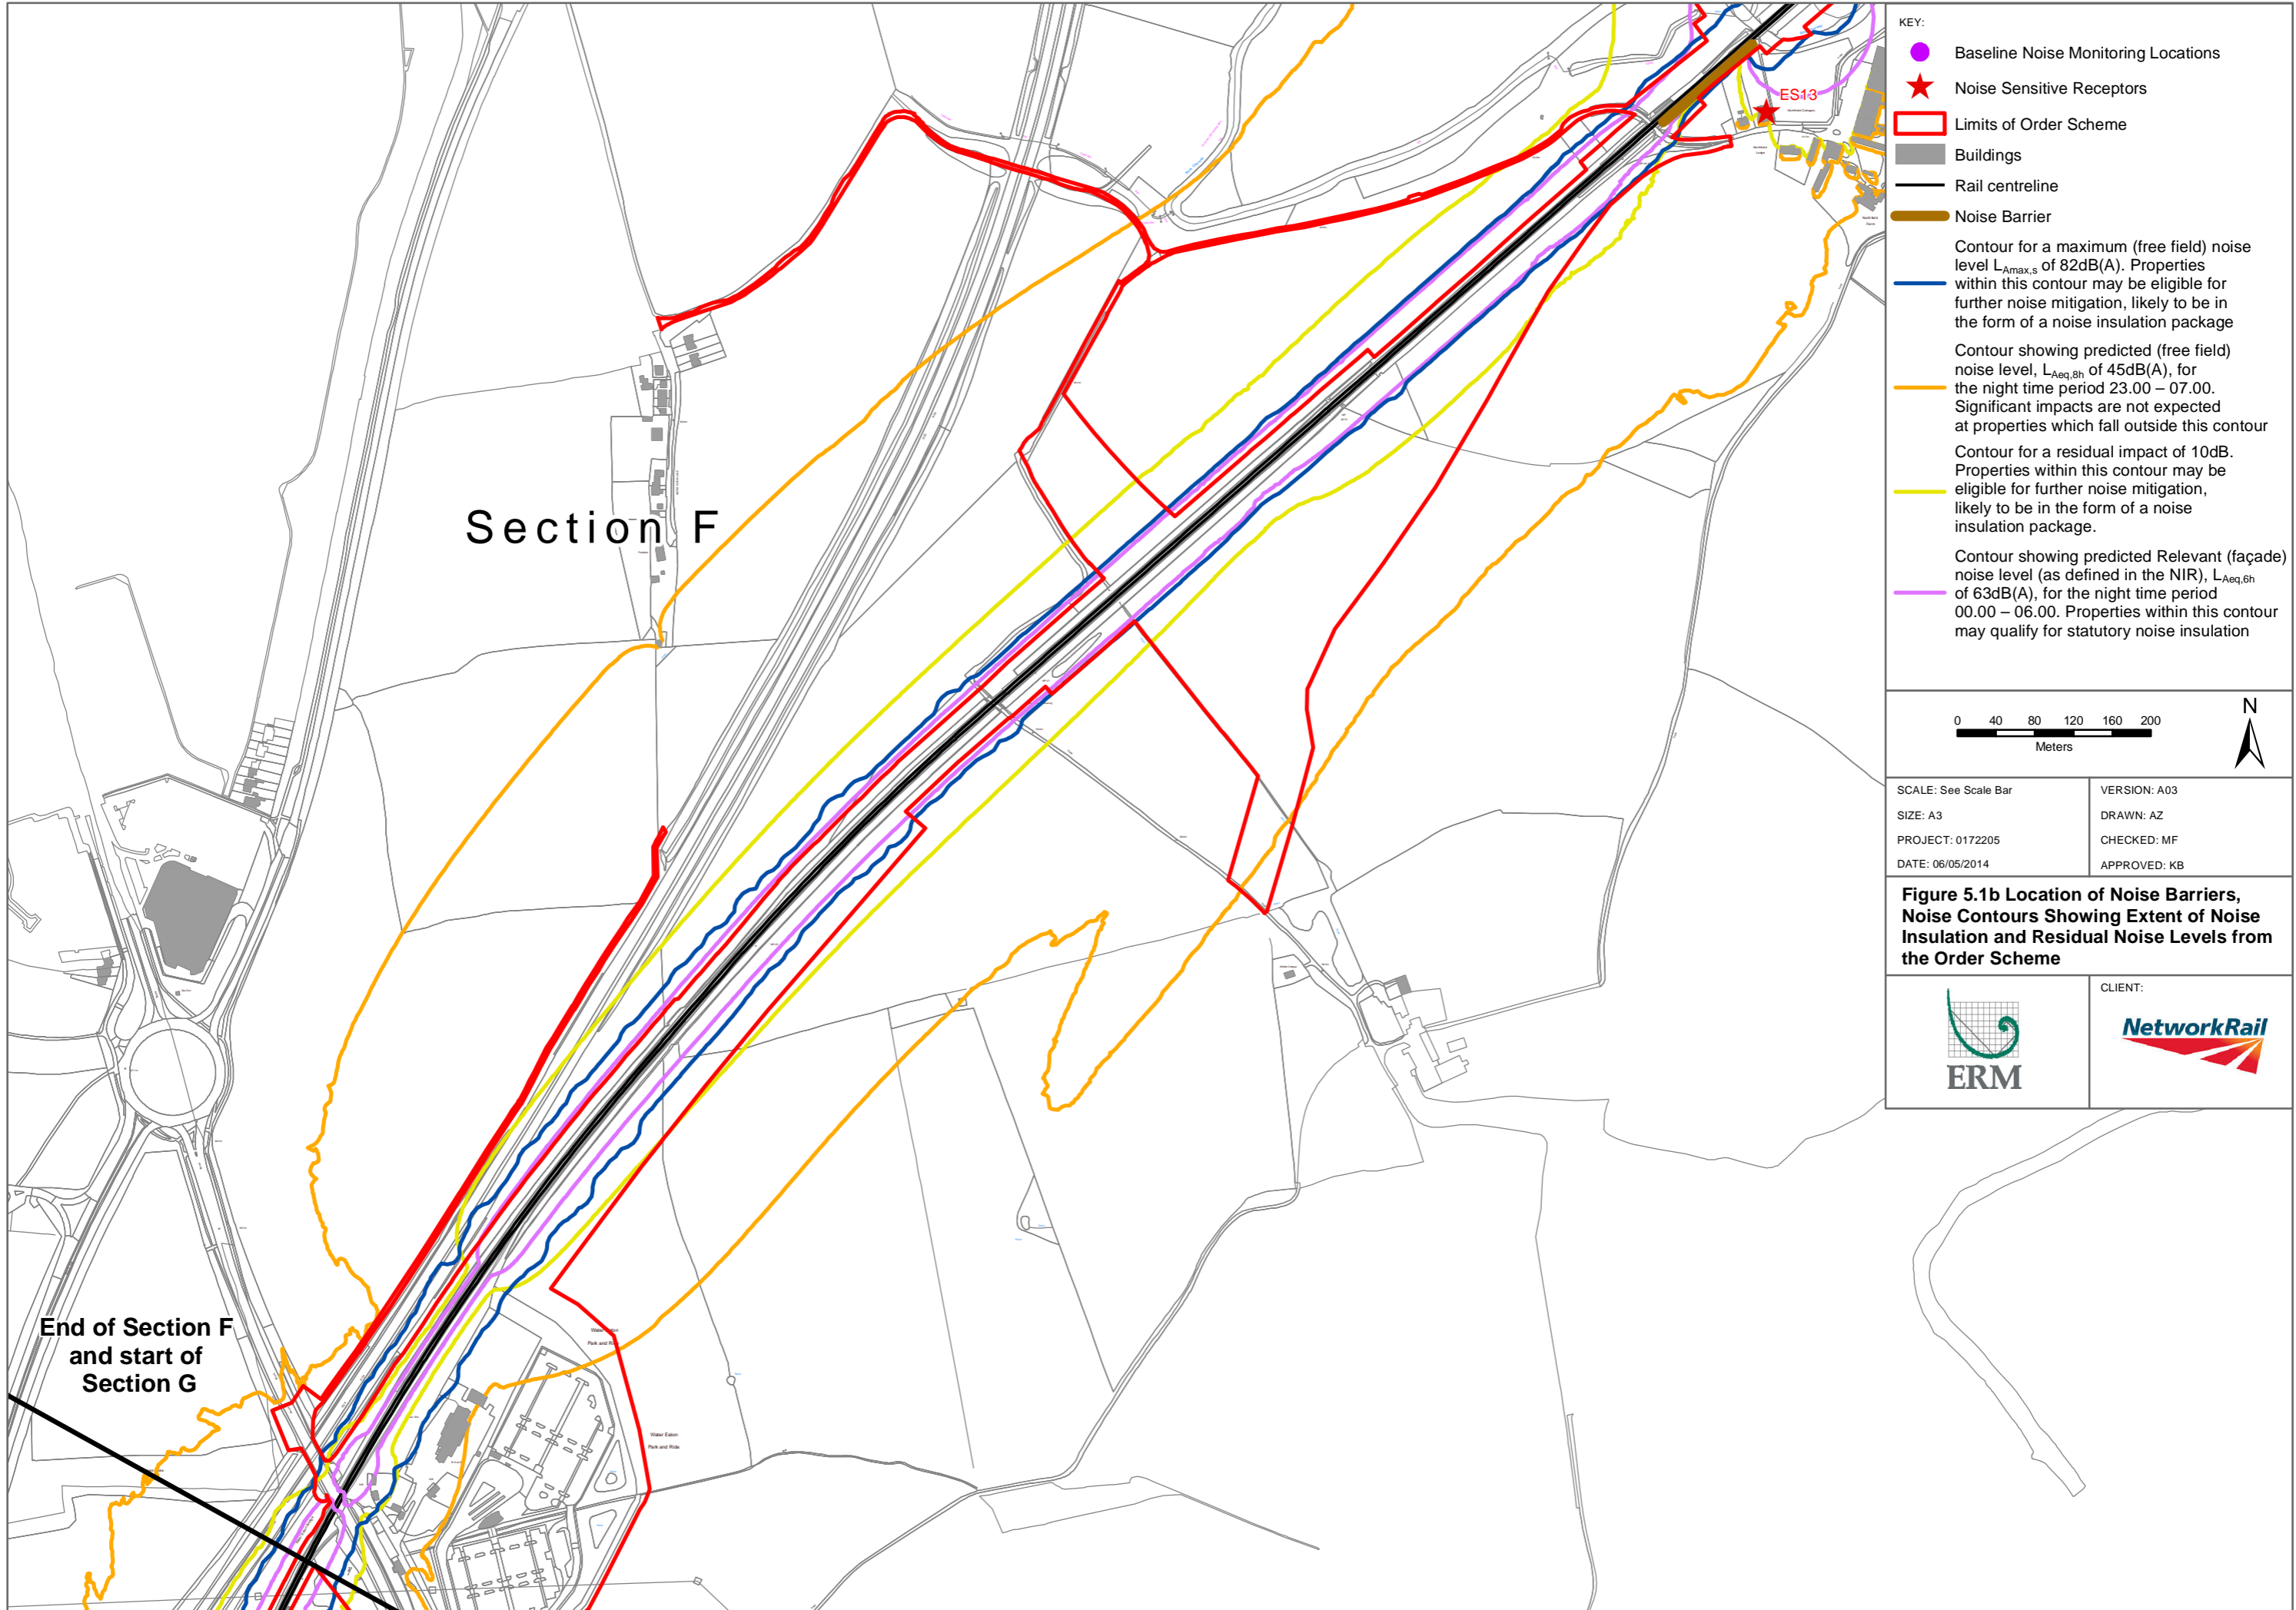 ES13
Section F
End of Section F
and start of
Section G
Water Eaton
Park and Ride
KEY:
Baseline Noise Monitoring Locations
Noise Sensitive Receptors
Limits of Order Scheme
Buildings
Rail centreline
Noise Barrier
Contour for a maximum (free field) noise
level LAmax,s of 82dB(A). Properties
within this contour may be eligible for
further noise mitigation, likely to be in
the form of a noise insulation package
Contour showing predicted (free field)
noise level, LAeq,8h of 45dB(A), for
the night time period 23.00 – 07.00.
Significant impacts are not expected
at properties which fall outside this contour
Contour for a residual impact of 10dB.
Properties within this contour may be
eligible for further noise mitigation,
likely to be in the form of a noise
insulation package.
Contour showing predicted Relevant (façade)
noise level (as defined in the NIR), LAeq,6h
of 63dB(A), for the night time period
00.00 – 06.00. Properties within this contour
may qualify for statutory noise insulation
0 40 80 120 160 200
Meters
N
SCALE: See Scale Bar
SIZE: A3
PROJECT: 0172205
DATE: 06/05/2014
VERSION: A03
DRAWN: AZ
CHECKED: MF
APPROVED: KB
Figure 5.1b Location of Noise Barriers,
Noise Contours Showing Extent of Noise
Insulation and Residual Noise Levels from
the Order Scheme
ERM
CLIENT:
NetworkRail